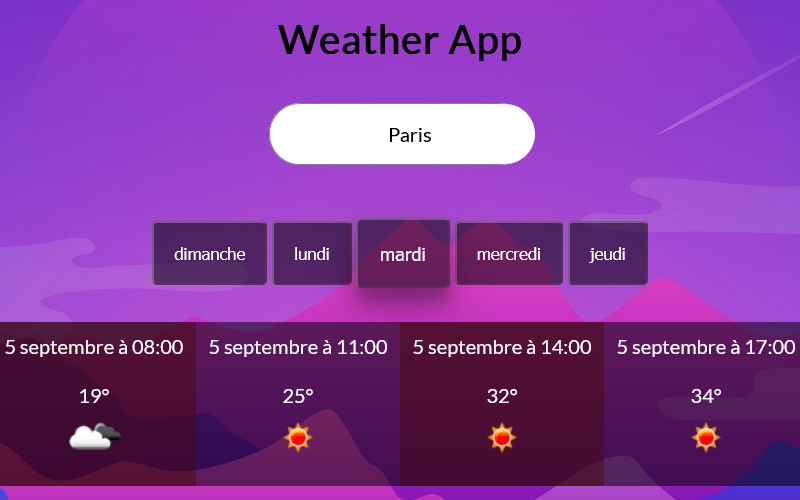 Weather App
Paris
dimanche lundi mardi mercredi jeudi
5 septembre à 08:00 5 septembre à 11:00 5 septembre à 14:00 5 septembre à 17:00
19° 25° 32° 34°